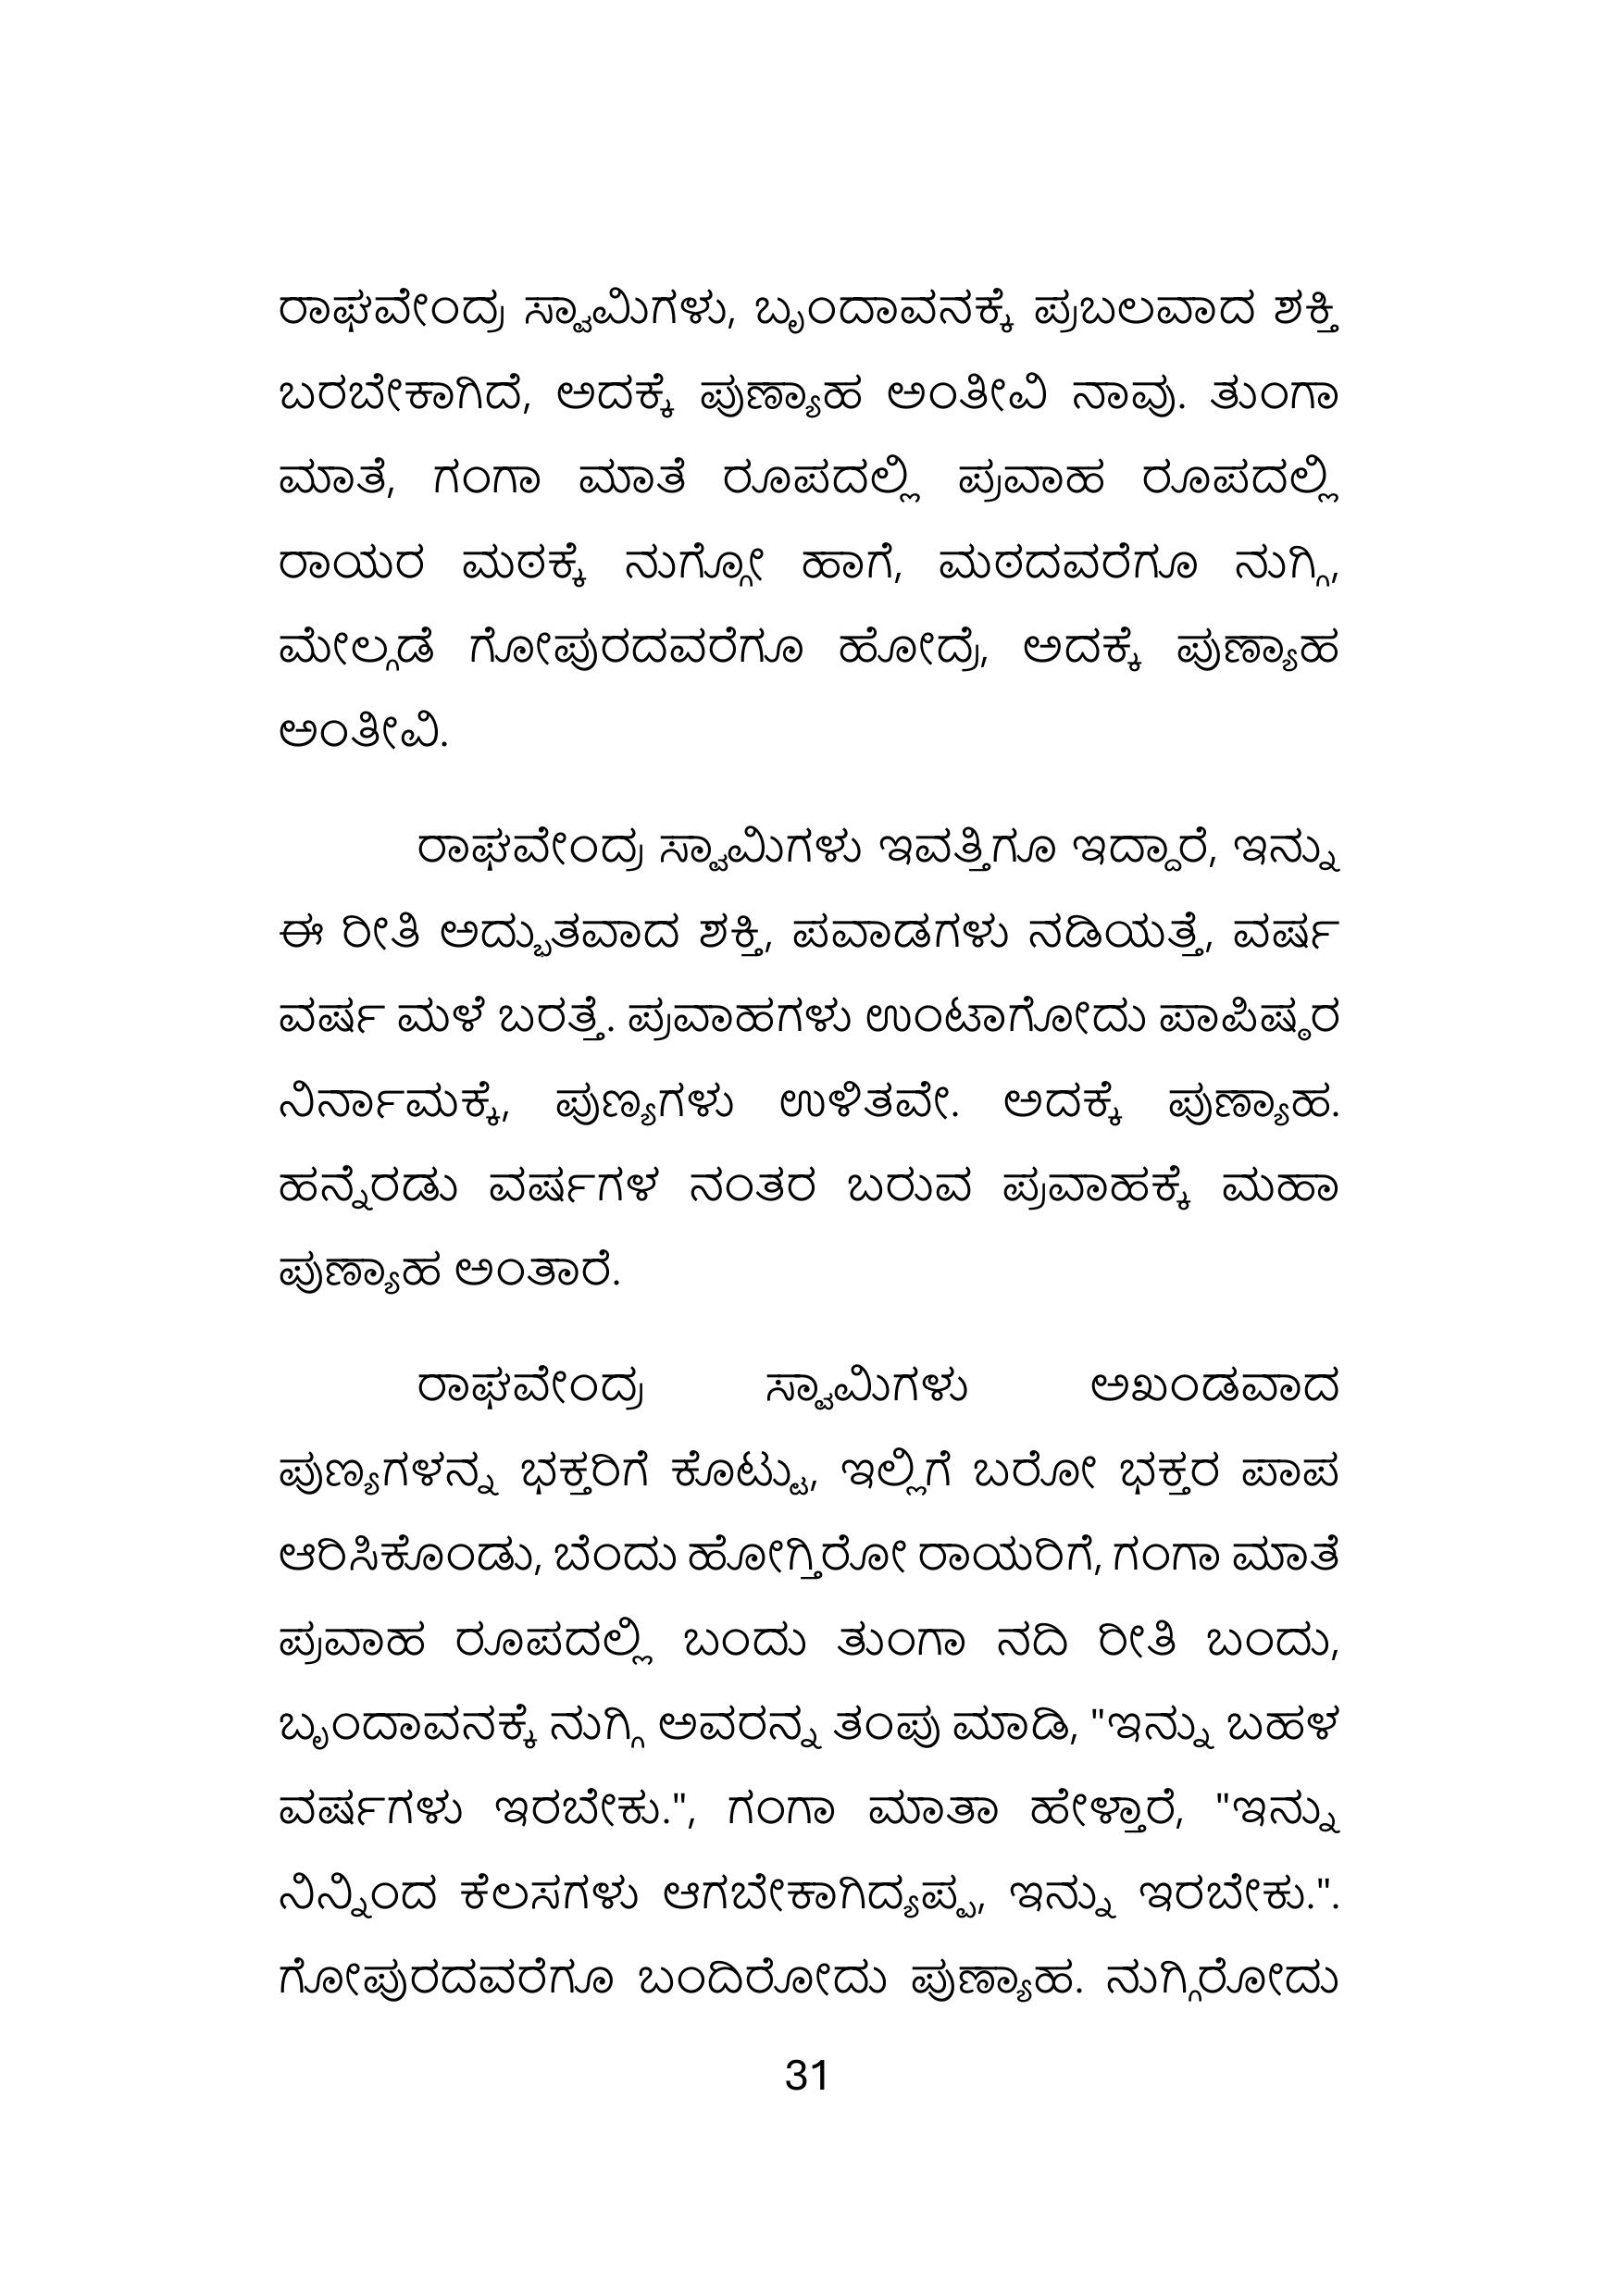 ರಾಘವೇಂದ್ರ ಸ್ವಾಮಿಗಳು, ಬೃಂದಾವನಕ್ಕೆ ಪ್ರಬಲವಾದ ಶಕ್ತಿ
ಬರಬೇಕಾಗಿದೆ, ಅದಕ್ಕೆ ಪುಣ್ಯಾಹ ಅಂತೀವಿ ನಾವು. ತುಂಗಾ
ಮಾತೆ, ಗಂಗಾ ಮಾತೆ ರೂಪದಲ್ಲಿ ಪ್ರವಾಹ ರೂಪದಲ್ಲಿ
ರಾಯರ ಮಠಕ್ಕೆ ನುಗ್ಗೋ ಹಾಗೆ, ಮಠದವರೆಗೂ ನುಗ್ಗಿ,
ಮೇಲ್ಗಡೆ ಗೋಪುರದವರೆಗೂ ಹೋದ್ರೆ, ಅದಕ್ಕೆ ಪುಣ್ಯಾಹ
ಅಂತೀವಿ.
ರಾಘವೇಂದ್ರ ಸ್ವಾಮಿಗಳು ಇವತ್ತಿಗೂ ಇದ್ದಾರೆ, ಇನ್ನು
ಈ ರೀತಿ ಅದ್ಭುತವಾದ ಶಕ್ತಿ, ಪವಾಡಗಳು ನಡಿಯತ್ತೆ, ವರ್ಷ
ವರ್ಷ ಮಳೆ ಬರತ್ತೆ. ಪ್ರವಾಹಗಳು ಉಂಟಾಗೋದು ಪಾಪಿಷ್ಠರ
ನಿರ್ನಾಮಕ್ಕೆ, ಪುಣ್ಯಗಳು ಉಳಿತವೇ. ಅದಕ್ಕೆ ಪುಣ್ಯಾಹ.
ಹನ್ನೆರಡು ವರ್ಷಗಳ ನಂತರ ಬರುವ ಪ್ರವಾಹಕ್ಕೆ ಮಹಾ
ಪುಣ್ಯಾಹ ಅಂತಾರೆ.
ರಾಘವೇಂದ್ರ ಸ್ವಾಮಿಗಳು ಅಖಂಡವಾದ
ಪುಣ್ಯಗಳನ್ನ ಭಕ್ತರಿಗೆ ಕೊಟ್ಟು, ಇಲ್ಲಿಗೆ ಬರೋ ಭಕ್ತರ ಪಾಪ
ಆರಿಸಿಕೊಂಡು, ಬೆಂದು ಹೋಗ್ತಿರೋ ರಾಯರಿಗೆ, ಗಂಗಾ ಮಾತೆ
ಪ್ರವಾಹ ರೂಪದಲ್ಲಿ ಬಂದು ತುಂಗಾ ನದಿ ರೀತಿ ಬಂದು,
ಬೃಂದಾವನಕ್ಕೆ ನುಗ್ಗಿ ಅವರನ್ನ ತಂಪು ಮಾಡಿ, "ಇನ್ನು ಬಹಳ
ವರ್ಷಗಳು ಇರಬೇಕು.", ಗಂಗಾ ಮಾತಾ ಹೇಳ್ತಾರೆ, "ಇನ್ನು
ನಿನ್ನಿಂದ ಕೆಲಸಗಳು ಆಗಬೇಕಾಗಿದ್ಯಪ್ಪ, ಇನ್ನು ಇರಬೇಕು.".
ಗೋಪುರದವರೆಗೂ ಬಂದಿರೋದು ಪುಣ್ಯಾಹ. ನುಗ್ಗಿರೋದು
31